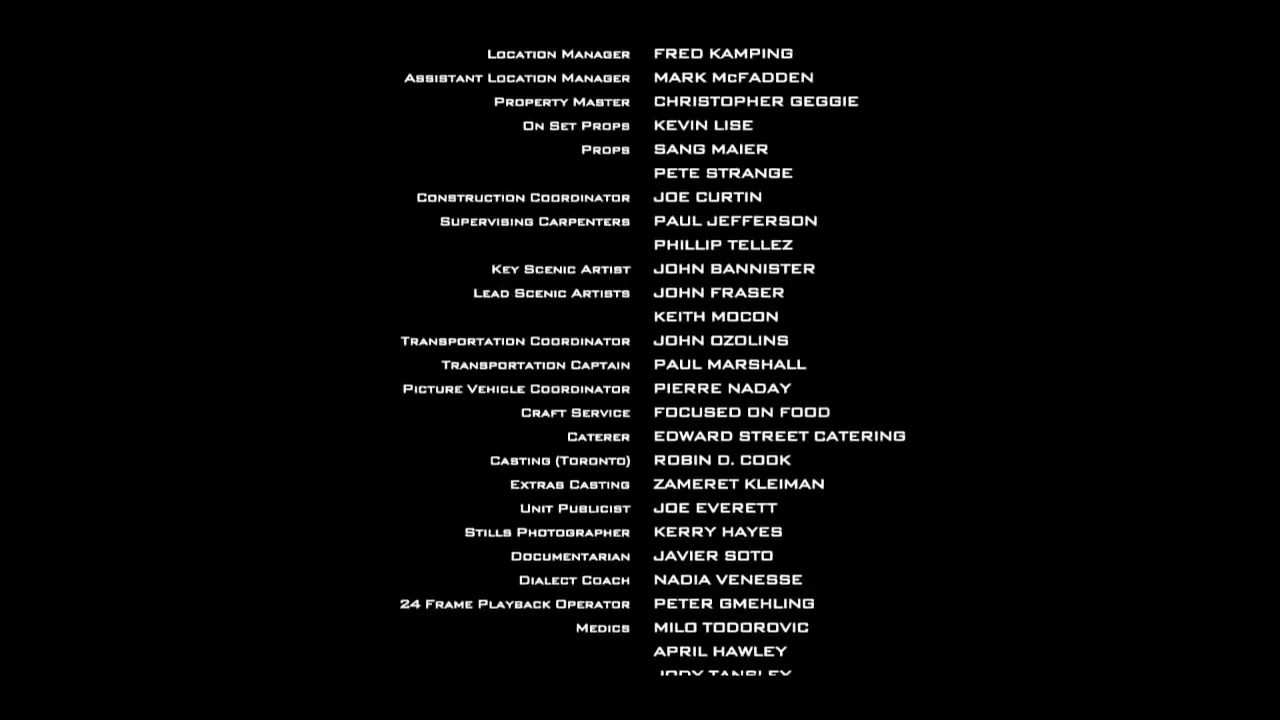 Location Manager FRED KAMPING
Assistant Location Manager MARK McFADDEN
Property Master CHRISTOPHER GEGGIE
On Set Props KEVIN LISE
Props SANG MAIER
PETE STRANGE
Construction Coordinator JOE CURTIN
Supervising Carpenters PAUL JEFFERSON
PHILLIP TELLEZ
Key Scenic Artist JOHN BANNISTER
Lead Scenic Artists JOHN FRASER
KEITH MOCON
Transportation Coordinator JOHN OZOLINS
Transportation Captain PAUL MARSHALL
Picture Vehicle Coordinator PIERRE NADAY
Craft Service FOCUSED ON FOOD
Caterer EDWARD STREET CATERING
Casting (Toronto) ROBIN D. COOK
Extras Casting ZAMERET KLEIMAN
Unit Publicist JOE EVERETT
Stills Photographer KERRY HAYES
Documentarian JAVIER SOTO
Dialect Coach NADIA VENESSE
24 Frame Playback Operator PETER GMEHLING
Medics MILO TODOROVIC
APRIL HAWLEY